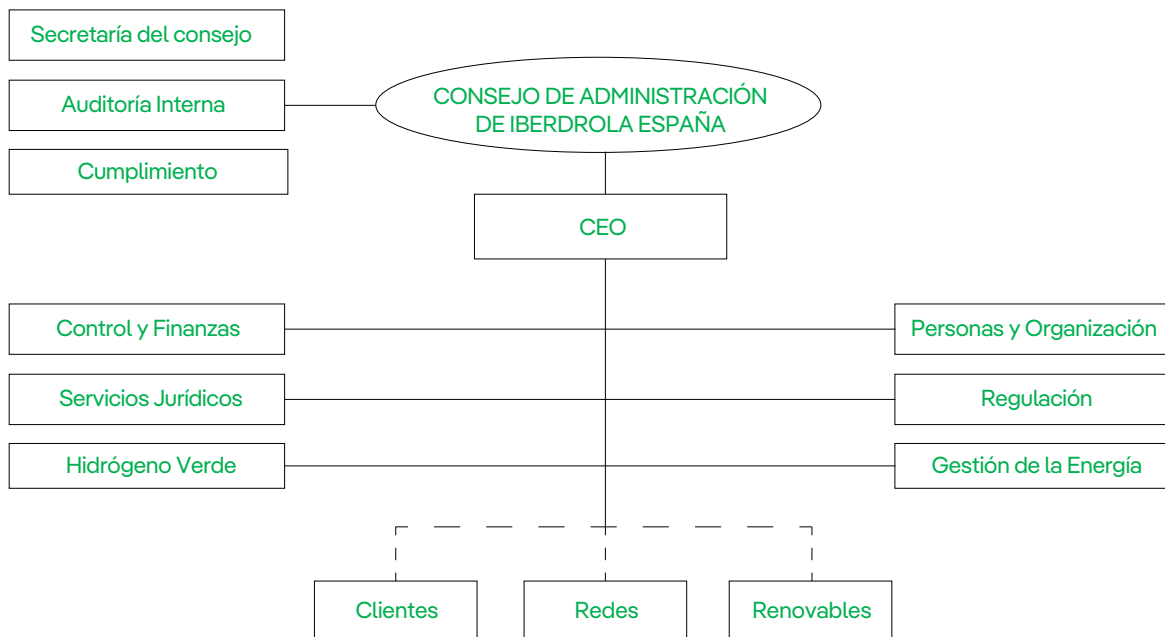 Secretaría del consejo
Auditoría Interna
Cumplimiento
CONSEJO DE ADMINISTRACIÓN
DE IBERDROLA ESPAÑA
CEO
Control y Finanzas
Personas y Organización
Servicios Jurídicos
Regulación
Hidrógeno Verde
Gestión de la Energía
Clientes
Redes
Renovables